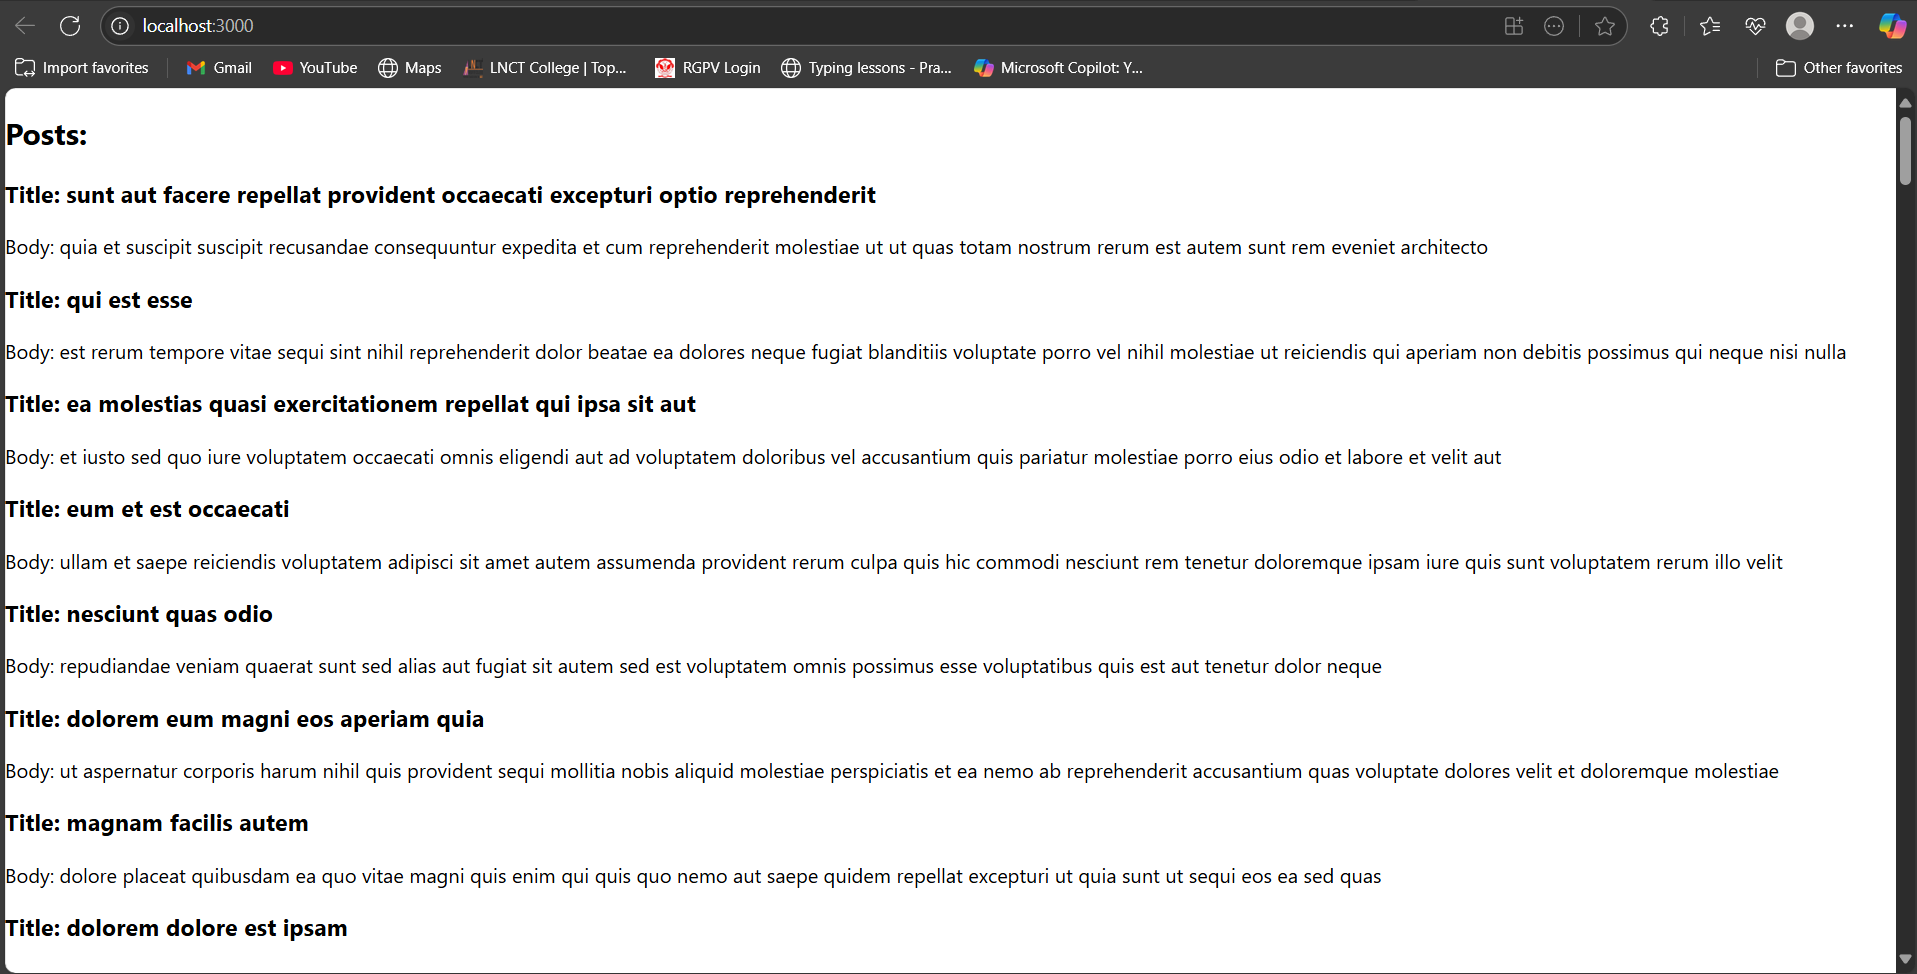 localhost:3000
Import favorites Gmail YouTube Maps LNCT College | Top... RGPV Login Typing lessons - Pra... Microsoft Copilot: Y... Other favorites
Posts:
Title: sunt aut facere repellat provident occaecati excepturi optio reprehenderit
Body: quia et suscipit suscipit recusandae consequuntur expedita et cum reprehenderit molestiae ut ut quas totam nostrum rerum est autem sunt rem eveniet architecto
Title: qui est esse
Body: est rerum tempore vitae sequi sint nihil reprehenderit dolor beatae ea dolores neque fugiat blanditiis voluptate porro vel nihil molestiae ut reiciendis qui aperiam non debitis possimus qui neque nisi nulla
Title: ea molestias quasi exercitationem repellat qui ipsa sit aut
Body: et iusto sed quo iure voluptatem occaecati omnis eligendi aut ad voluptatem doloribus vel accusantium quis pariatur molestiae porro eius odio et labore et velit aut
Title: eum et est occaecati
Body: ullam et saepe reiciendis voluptatem adipisci sit amet autem assumenda provident rerum culpa quis hic commodi nesciunt rem tenetur doloremque ipsam iure quis sunt voluptatem rerum illo velit
Title: nesciunt quas odio
Body: repudiandae veniam quaerat sunt sed alias aut fugiat sit autem sed est voluptatem omnis possimus esse voluptatibus quis est aut tenetur dolor neque
Title: dolorem eum magni eos aperiam quia
Body: ut aspernatur corporis harum nihil quis provident sequi mollitia nobis aliquid molestiae perspiciatis et ea nemo ab reprehenderit accusantium quas voluptate dolores velit et doloremque molestiae
Title: magnam facilis autem
Body: dolore placeat quibusdam ea quo vitae magni quis enim qui quis quo nemo aut saepe quidem repellat excepturi ut quia sunt ut sequi eos ea sed quas
Title: dolorem dolore est ipsam